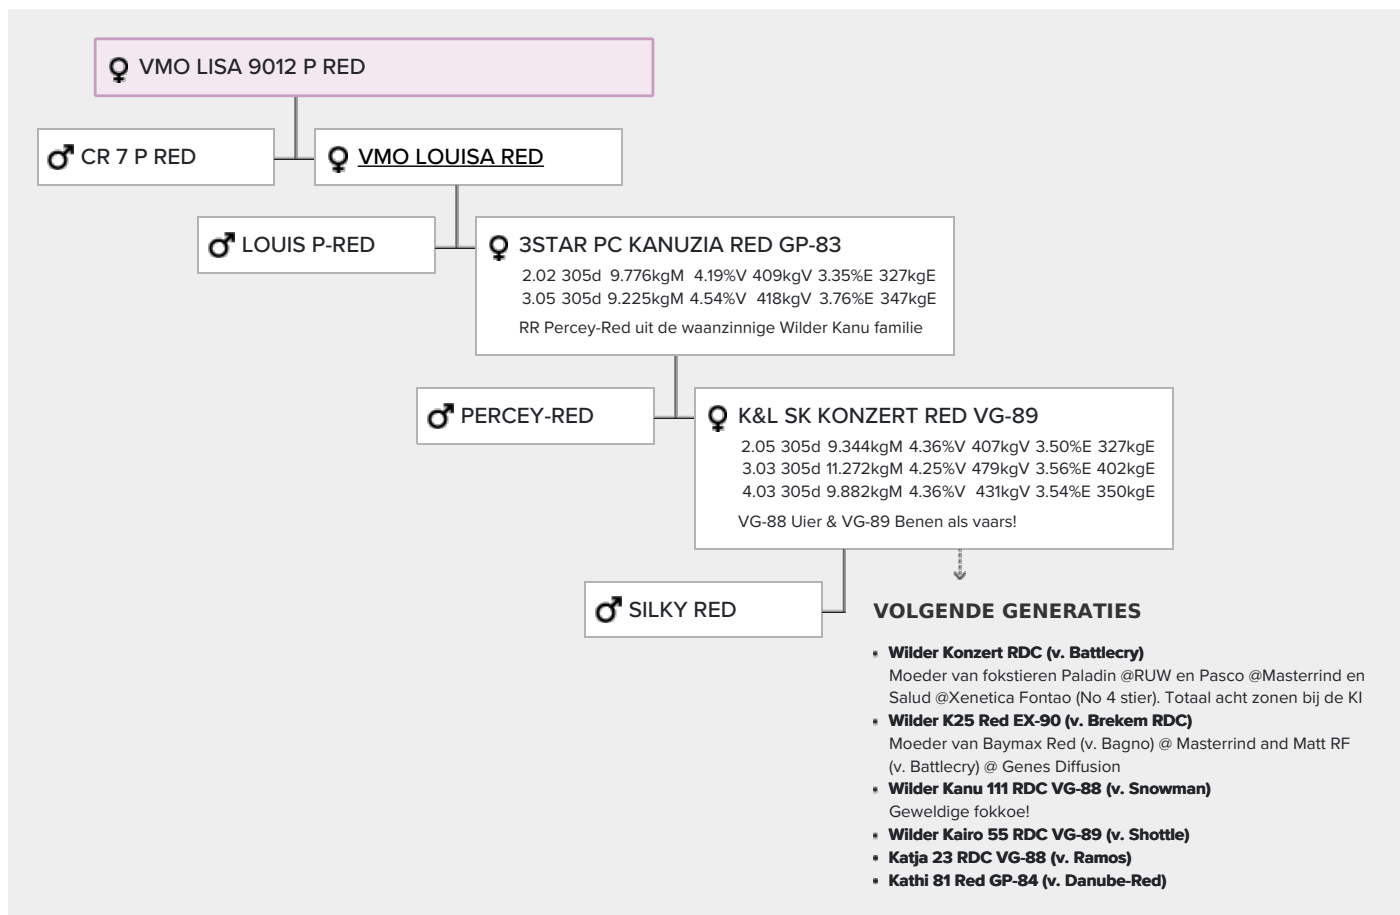 VMO LISA 9012 P RED
CR 7 P RED
VMO LOUISA RED
LOUIS P-RED
3STAR PC KANUZIA RED GP-83
2.02 305d 9.776kgM 4.19%V 409kgV 3.35%E 327kgE
3.05 305d 9.225kgM 4.54%V 418kgV 3.76%E 347kgE
RR Percey-Red uit de waanzinnige Wilder Kanu familie
PERCEY-RED
K&L SK KONZERT RED VG-89
2.05 305d 9.344kgM 4.36%V 407kgV 3.50%E 327kgE
3.03 305d 11.272kgM 4.25%V 479kgV 3.56%E 402kgE
4.03 305d 9.882kgM 4.36%V 431kgV 3.54%E 350kgE
VG-88 Uier & VG-89 Benen als vaars!
SILKY RED
VOLGENDE GENERATIES
Wilder Konzert RDC (v. Battlecry)
Moeder van fokstieren Paladin @RUW en Pasco @Masterrind en
Salud @Xenetica Fontao (No 4 stier). Totaal acht zonen bij de KI
Wilder K25 Red EX-90 (v. Brekem RDC)
Moeder van Baymax Red (v. Bagno) @ Masterrind and Matt RF
(v. Battlecry) @ Genes Diffusion
Wilder Kanu 111 RDC VG-88 (v. Snowman)
Geweldige fokkoe!
Wilder Kairo 55 RDC VG-89 (v. Shottle)
Katja 23 RDC VG-88 (v. Ramos)
Kathi 81 Red GP-84 (v. Danube-Red)